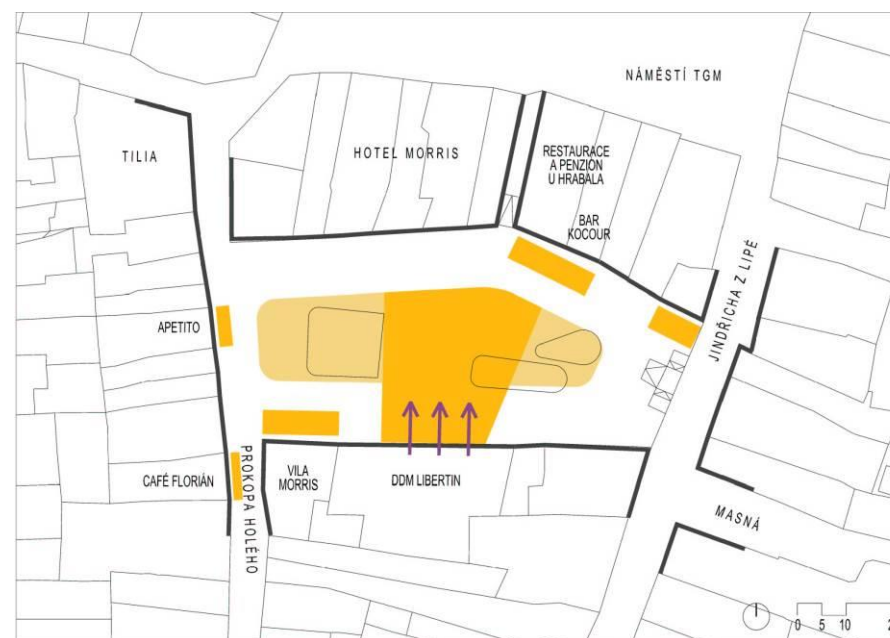 NÁMĚSTÍ TGM
TILIA
HOTEL MORRIS
RESTAURACE
A PENZIÓN
U HRABALA
BAR
KOCOUR
JINDŘICHA Z LIPÉ
APETITO
CAFÉ FLORIÁN
PROKOPA HOLÉHO
VILA
MORRIS
DDM LIBERTIN
MASNÁ
0 5 10